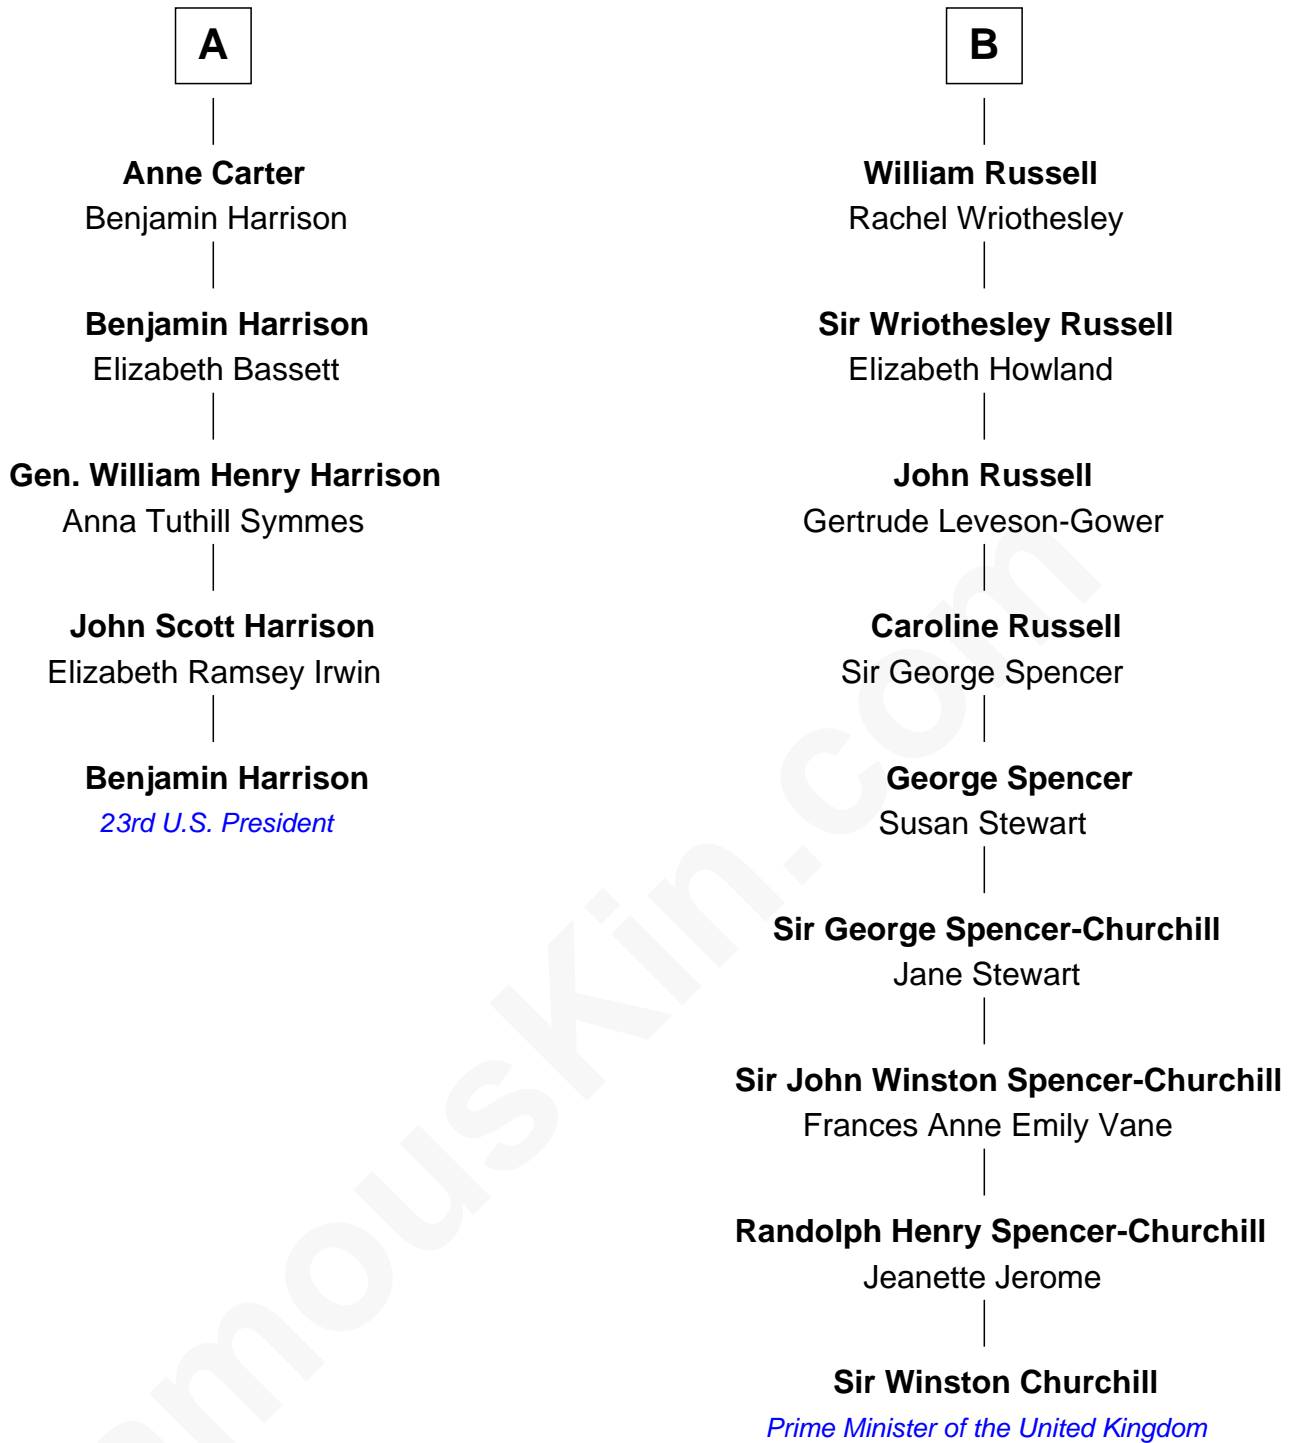 A
Anne Carter
Benjamin Harrison
Benjamin Harrison
Elizabeth Bassett
Gen. William Henry Harrison
Anna Tuthill Symmes
John Scott Harrison
Elizabeth Ramsey Irwin
Benjamin Harrison
23rd U.S. President
B
William Russell
Rachel Wriothesley
Sir Wriothesley Russell
Elizabeth Howland
John Russell
Gertrude Leveson-Gower
Caroline Russell
Sir George Spencer
George Spencer
Susan Stewart
Sir George Spencer-Churchill
Jane Stewart
Sir John Winston Spencer-Churchill
Frances Anne Emily Vane
Randolph Henry Spencer-Churchill
Jeanette Jerome
Sir Winston Churchill
Prime Minister of the United Kingdom
amousKin.com